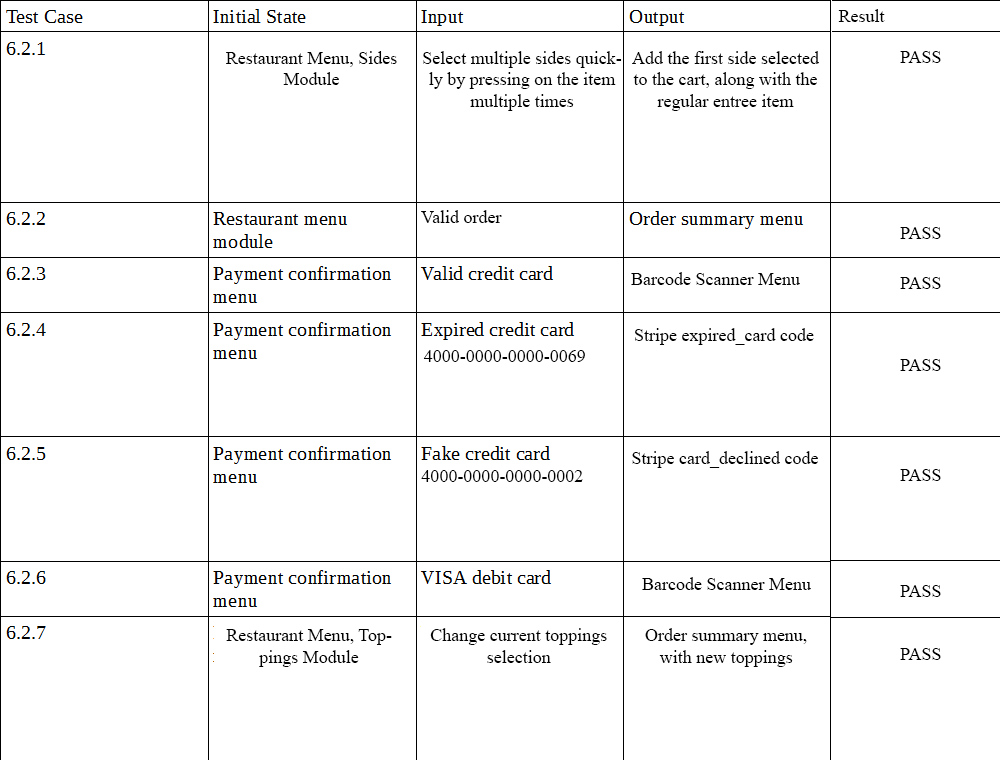 Test Case Initial State Input Output Result
6.2.1 Restaurant Menu, Sides Select multiple sides quick- Add the first side selected PASS
Module ly by pressing on the item to the cart, along with the
multiple times regular entree item
6.2.2 Restaurant menu Valid order Order summary menu
module PASS
6.2.3 Payment confirmation Valid credit card Barcode Scanner Menu PASS
menu
6.2.4 Payment confirmation Expired credit card Stripe expired_card code
menu 4000-0000-0000-0069 PASS
6.2.5 Payment confirmation Fake credit card Stripe card_declined code
menu 4000-0000-0000-0002 PASS
6.2.6 Payment confirmation VISA debit card Barcode Scanner Menu PASS
menu
6.2.7 Restaurant Menu, Top- Change current toppings Order summary menu,
pings Module selection with new toppings PASS